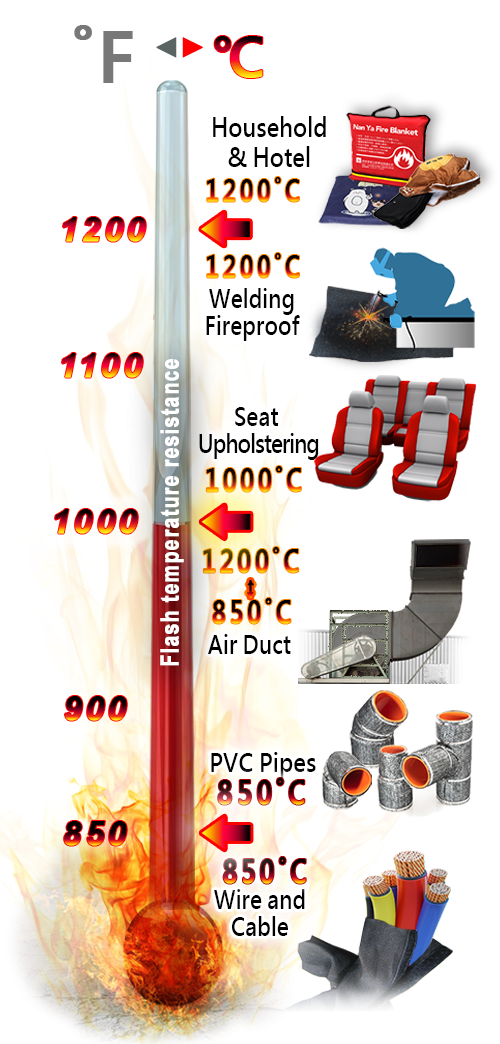 °F
°C
Household
& Hotel
1200°C
Nan Ya Fire Blanket
1200
1200°C
Welding
Fireproof
1100
Flash temperature resistance
Seat
Upholstering
1000°C
1000
1200°C
850°C
Air Duct
900
PVC Pipes
850°C
850
850°C
Wire and
Cable